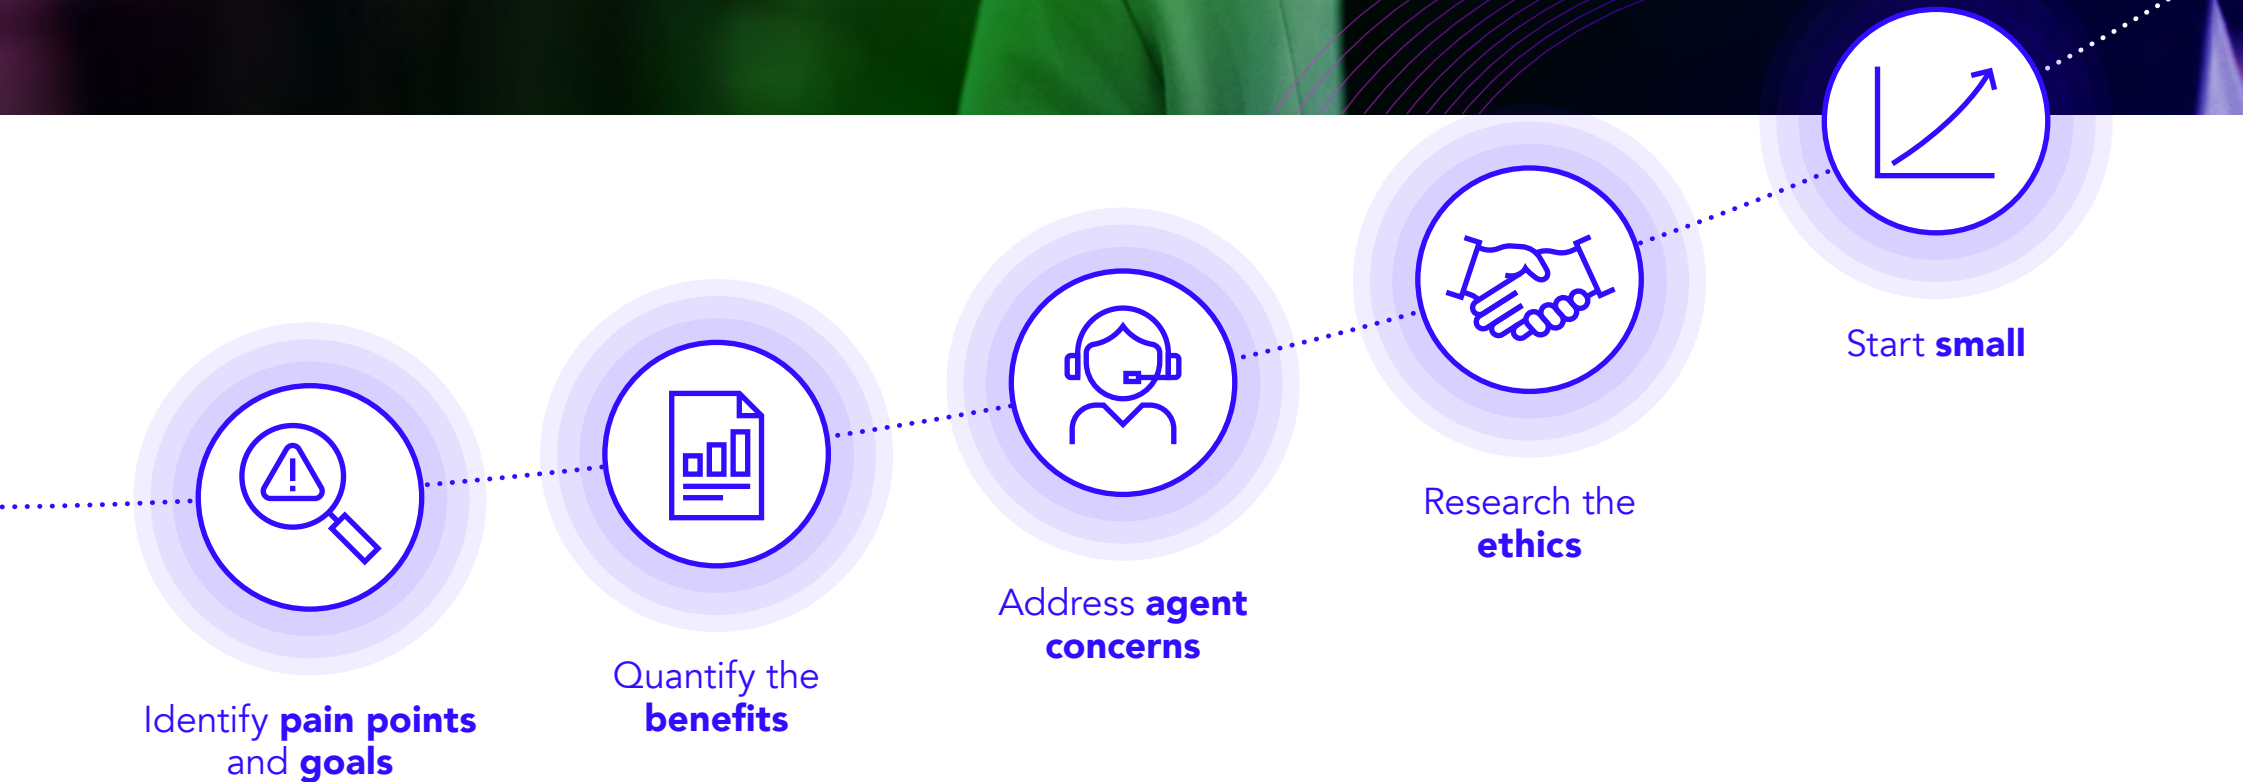 Identify pain points
and goals
Quantify the
benefits
Address agent
concerns
Research the
ethics
Start small